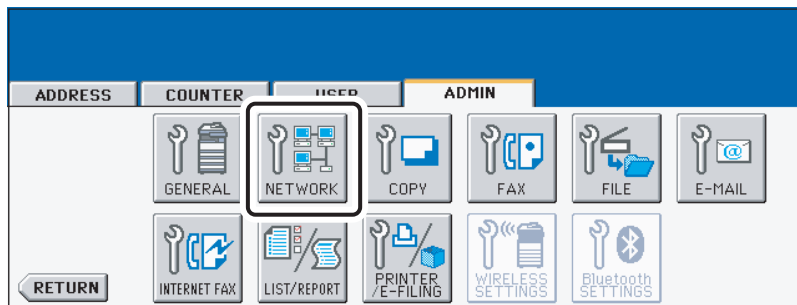 ADDRESS COUNTER USER ADMIN
GENERAL NETWORK COPY FAX FILE E-MAIL
@
INTERNET FAX LIST/REPORT PRINTER WIRELESS Bluetooth
/E-FILING SETTINGS SETTINGS
RETURN